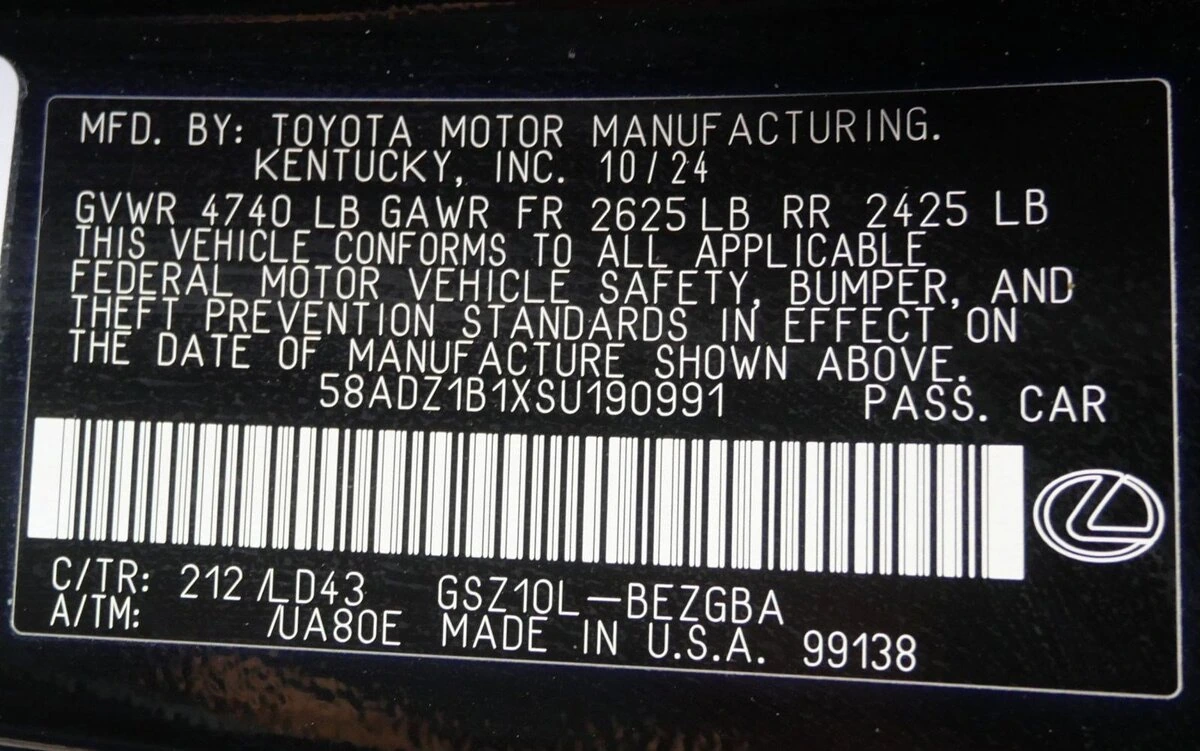 MFD. BY: TOYOTA MOTOR MANUFACTURING.
KENTUCKY, INC. 10/24
GVWR 4740 LB GAWR FR 2625 LB RR 2425 LB
THIS VEHICLE CONFORMS TO ALL APPLICABLE
FEDERAL MOTOR VEHICLE SAFETY, BUMPER, AND
THEFT PREVENTION STANDARDS IN EFFECT ON
THE DATE OF MANUFACTURE SHOWN ABOVE.
58ADZ1B1XSU190991 PASS. CAR
C/TR: 212 /LD43 GSZ10L-BEZGBA
A/TM: /UA80E MADE IN U.S.A. 99138